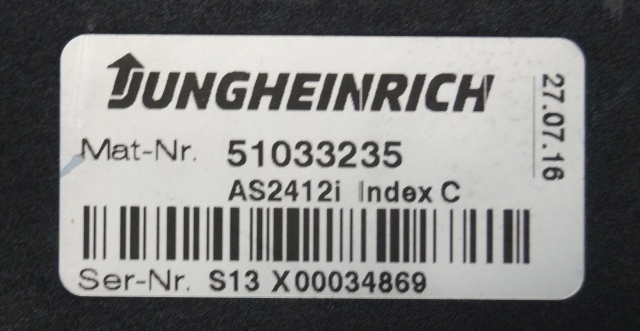 JUNGHEINRICH
Mat-Nr. 51033235
AS2412i Index C
Ser-Nr. S13 X00034869
27.07.16